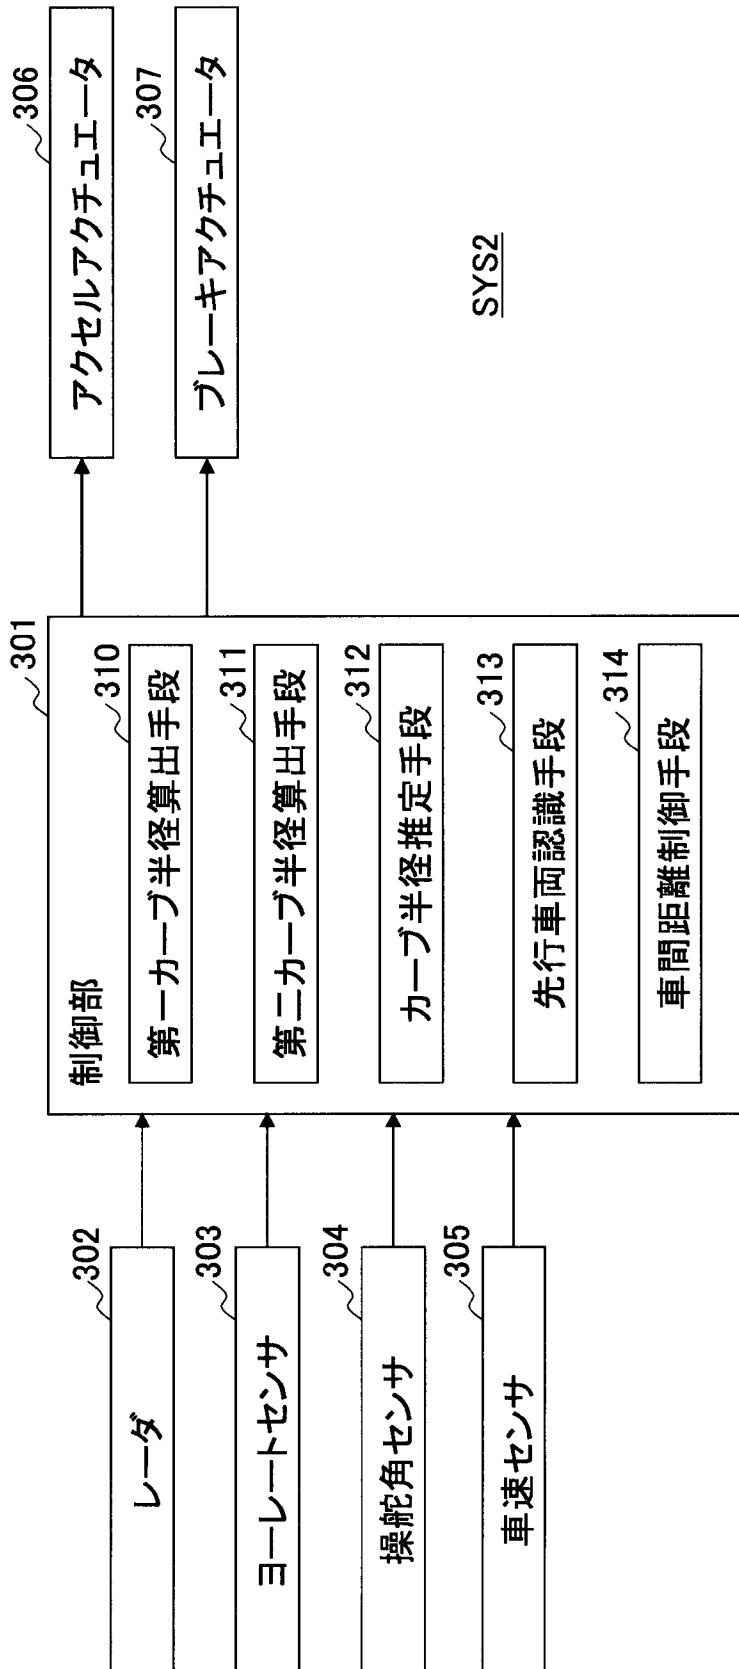 302
レーダ
303
ヨーレートセンサ
304
操舵角センサ
305
車速センサ
301
制御部
310
第一カーブ半径算出手段
311
第二カーブ半径算出手段
312
カーブ半径推定手段
313
先行車両認識手段
314
車間距離制御手段
306
アクセルアクチュエータ
307
ブレーキアクチュエータ
SYS2